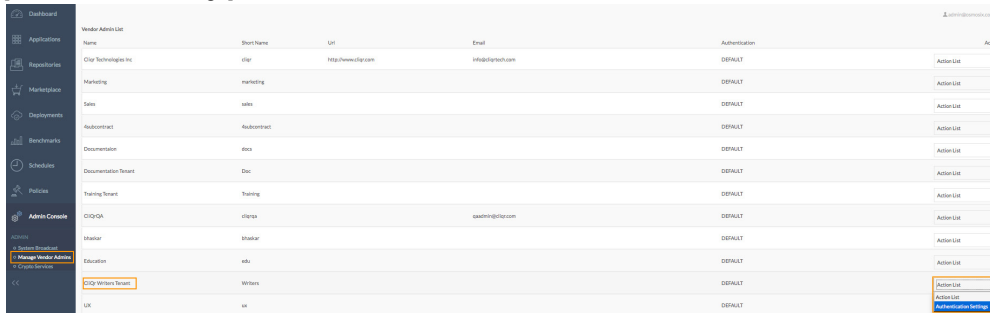 Dashboard
Applications
Repositories
Marketplace
Deployments
Benchmarks
Schedules
Policies
Admin Console
ADMIN
System Broadcast
Manage Vendor Admins
Crypto Services
<<
Vendor Admin List
Name Short Name Url Email Authentication
Cliqr Technologies Inc cliqr http://www.cliqr.com info@cliqrtech.com DEFAULT Action List
Marketing marketing DEFAULT Action List
Sales sales DEFAULT Action List
4subcontract 4subcontract DEFAULT Action List
Documentaion docs DEFAULT Action List
Documentation Tenant Doc DEFAULT Action List
Training Tenant Training DEFAULT Action List
CliQrQA cliqrqa qaadmin@cliqr.com DEFAULT Action List
bhaskar bhaskar DEFAULT Action List
Education edu DEFAULT Action List
CliQr Writers Tenant Writers DEFAULT Action List
Action List
UX ux DEFAULT Authentication Settings